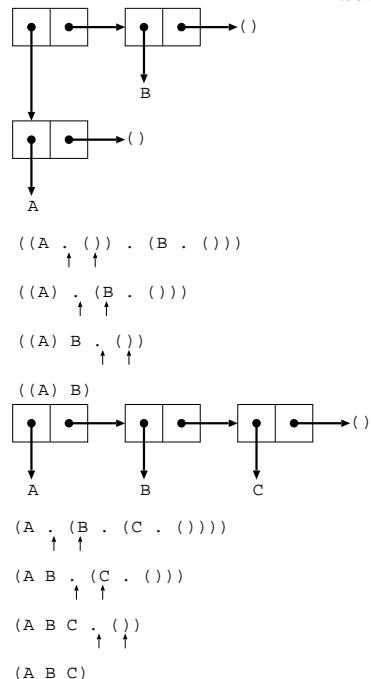 ()
B
()
A
((A . ()) . (B . ()))
((A) . (B . ()))
((A) B . ())
((A) B)
()
A B C
(A . (B . (C . ())))
(A B . (C . ()))
(A B C . ())
(A B C)